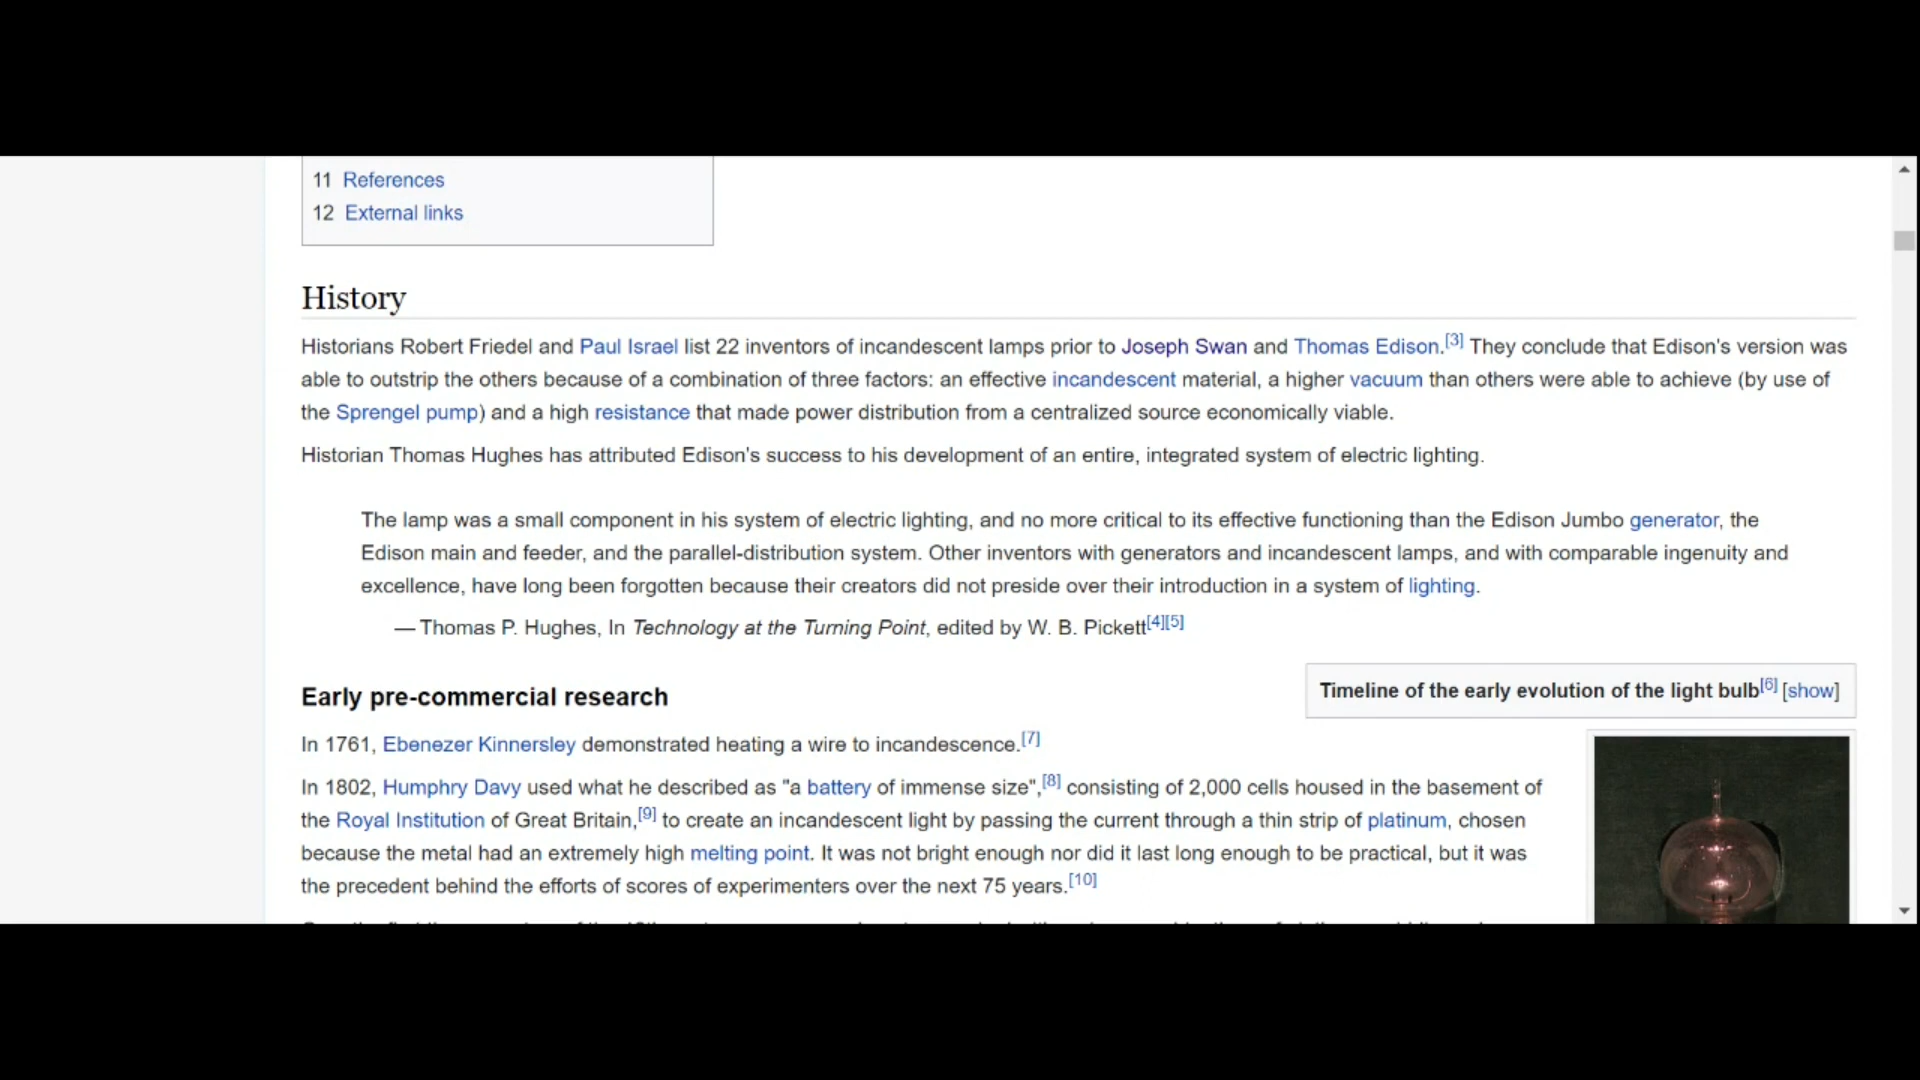 11 References
12 External links
History
Historians Robert Friedel and Paul Israel list 22 inventors of incandescent lamps prior to Joseph Swan and Thomas Edison.[3] They conclude that Edison's version was
able to outstrip the others because of a combination of three factors: an effective incandescent material, a higher vacuum than others were able to achieve (by use of
the Sprengel pump) and a high resistance that made power distribution from a centralized source economically viable.
Historian Thomas Hughes has attributed Edison's success to his development of an entire, integrated system of electric lighting.
The lamp was a small component in his system of electric lighting, and no more critical to its effective functioning than the Edison Jumbo generator, the
Edison main and feeder, and the parallel-distribution system. Other inventors with generators and incandescent lamps, and with comparable ingenuity and
excellence, have long been forgotten because their creators did not preside over their introduction in a system of lighting.
— Thomas P. Hughes, In Technology at the Turning Point, edited by W. B. Pickett[4][5]
Timeline of the early evolution of the light bulb[6] [show]
Early pre-commercial research
In 1761, Ebenezer Kinnersley demonstrated heating a wire to incandescence.[7]
In 1802, Humphry Davy used what he described as "a battery of immense size",[8] consisting of 2,000 cells housed in the basement of
the Royal Institution of Great Britain,[9] to create an incandescent light by passing the current through a thin strip of platinum, chosen
because the metal had an extremely high melting point. It was not bright enough nor did it last long enough to be practical, but it was
the precedent behind the efforts of scores of experimenters over the next 75 years.[10]